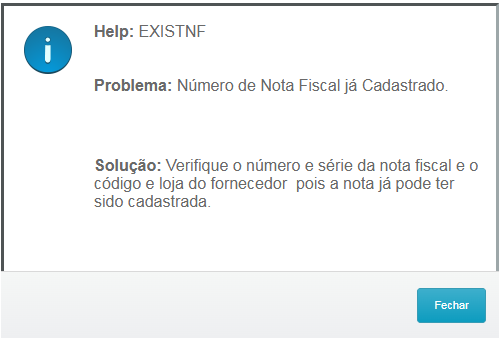 Help: EXISTNF
Problema: Número de Nota Fiscal já Cadastrado.
Solução: Verifique o número e série da nota fiscal e o
código e loja do fornecedor  pois a nota já pode ter
sido cadastrada.
Fechar